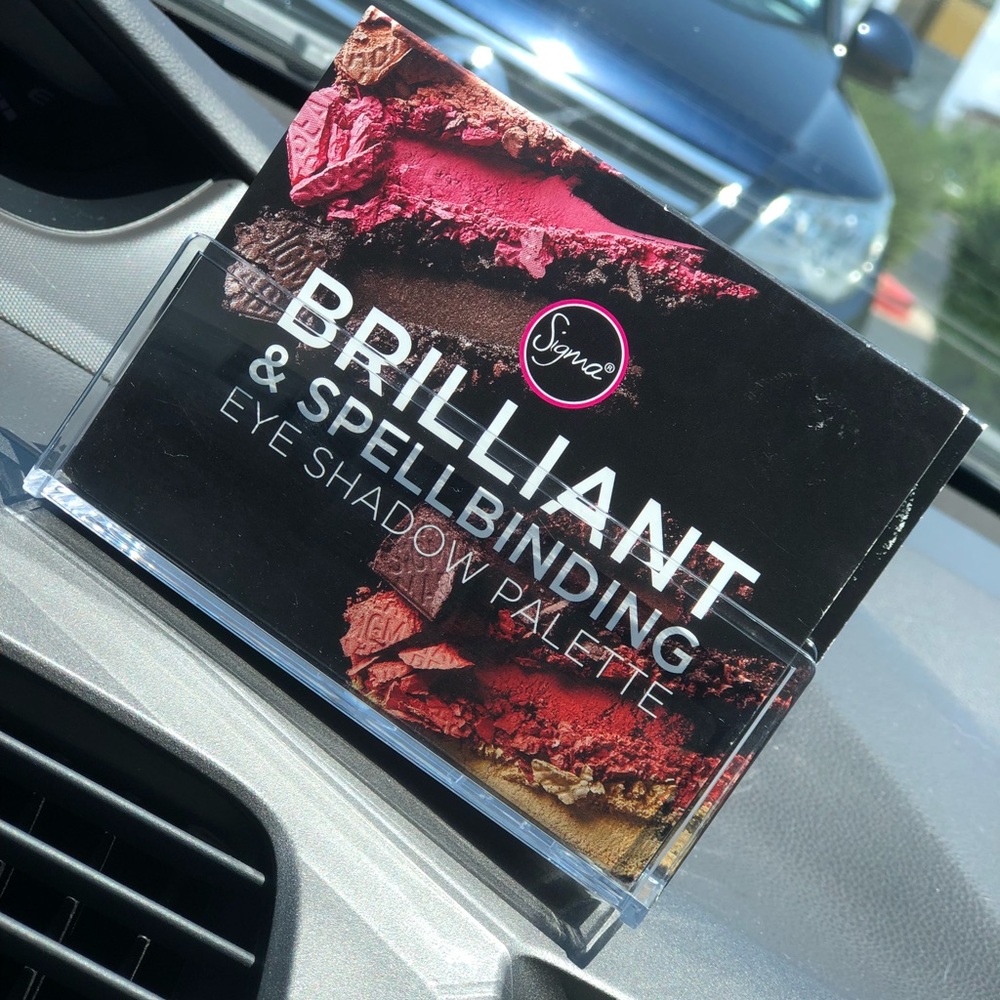 Sigma®
BRILLIANT
& SPELLBINDING
EYE SHADOW PALETTE